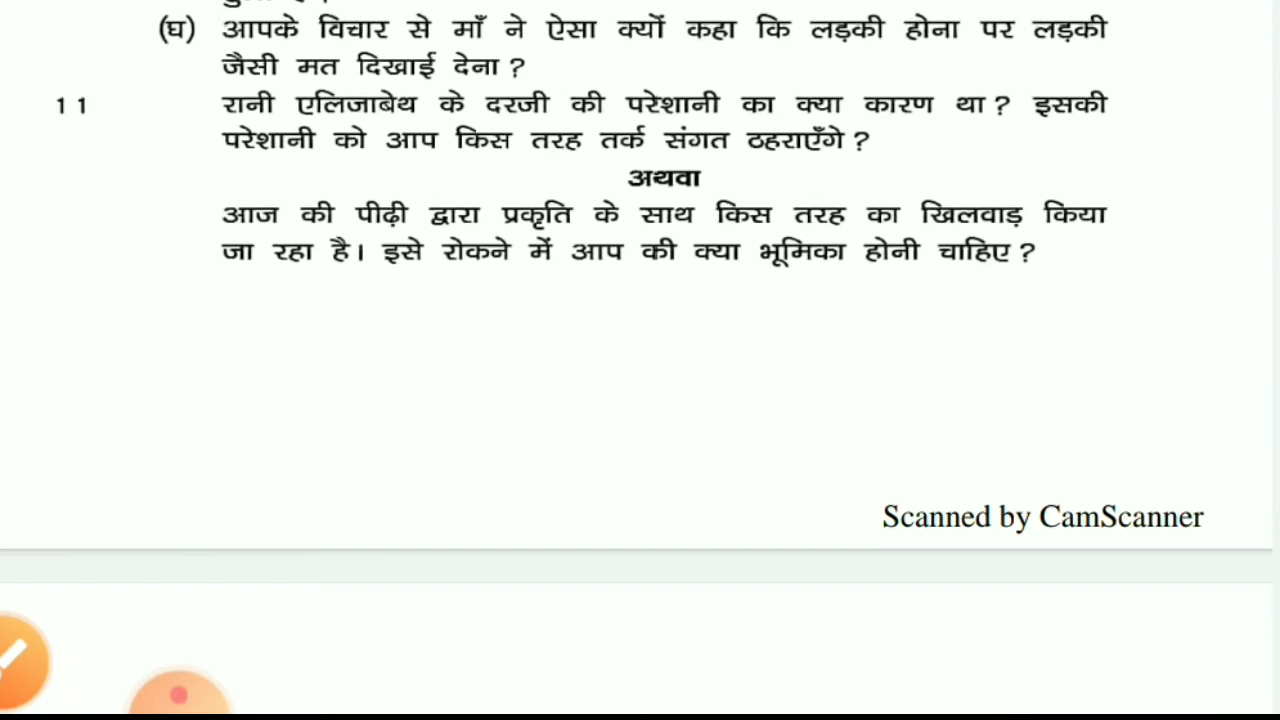 (घ) आपके विचार से माँ ने ऐसा क्यों कहा कि लड़की होना पर लड़की
जैसी मत दिखाई देना ?
11 रानी एलिजाबेथ के दरजी की परेशानी का क्या कारण था ? इसकी
परेशानी को आप किस तरह तर्क संगत ठहराएँगे ?
अथवा
आज की पीढ़ी द्वारा प्रकृति के साथ किस तरह का खिलवाड़ किया
जा रहा है। इसे रोकने में आप की क्या भूमिका होनी चाहिए ?
Scanned by CamScanner